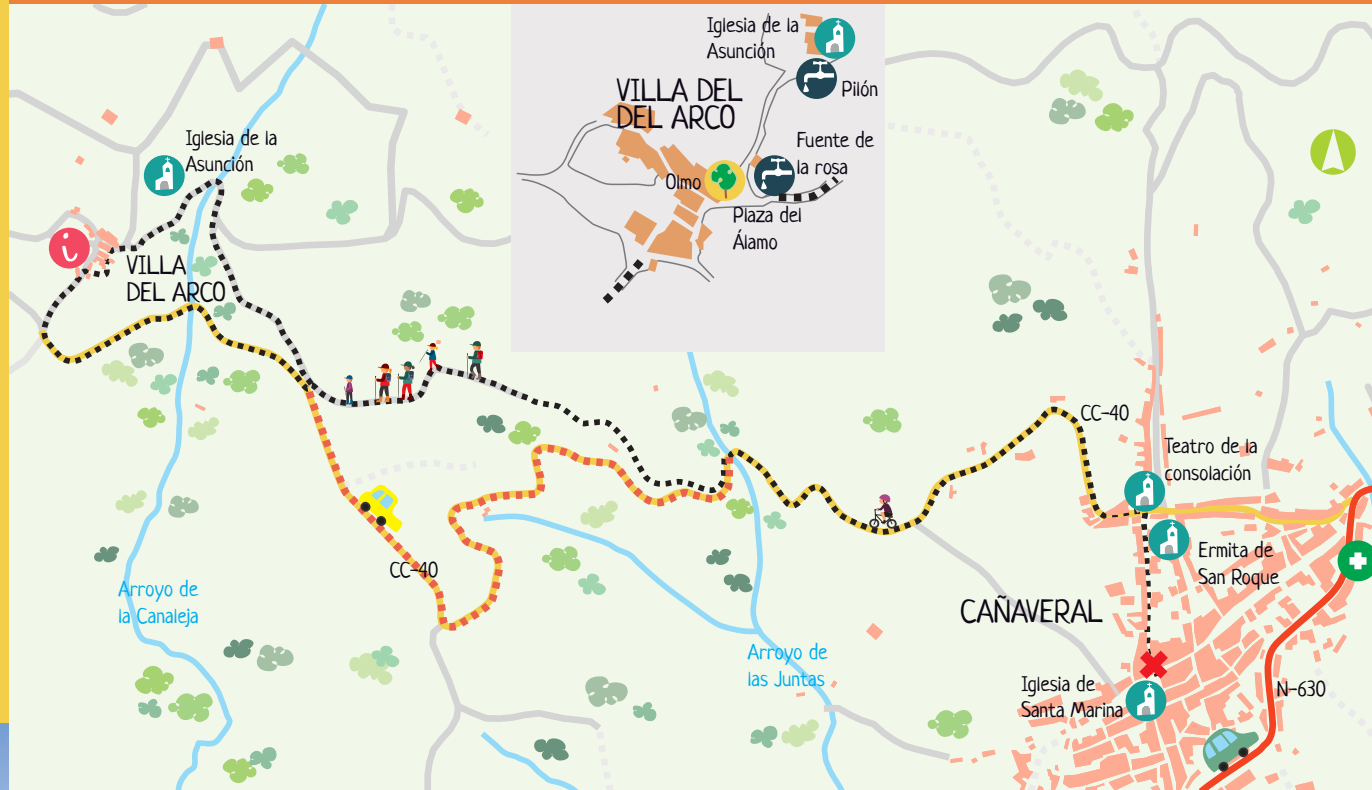 Iglesia de la
Asunción
Pilón
VILLA DEL
DEL ARCO
Fuente de
la rosa
Olmo
Plaza del
Álamo
Iglesia de la
Asunción
i
VILLA
DEL ARCO
CC-40
Teatro de la
consolación
Ermita de
San Roque
CC-40
Arroyo de
la Canaleja
CAÑAVERAL
Arroyo de
las Juntas
Iglesia de
Santa Marina
N-630